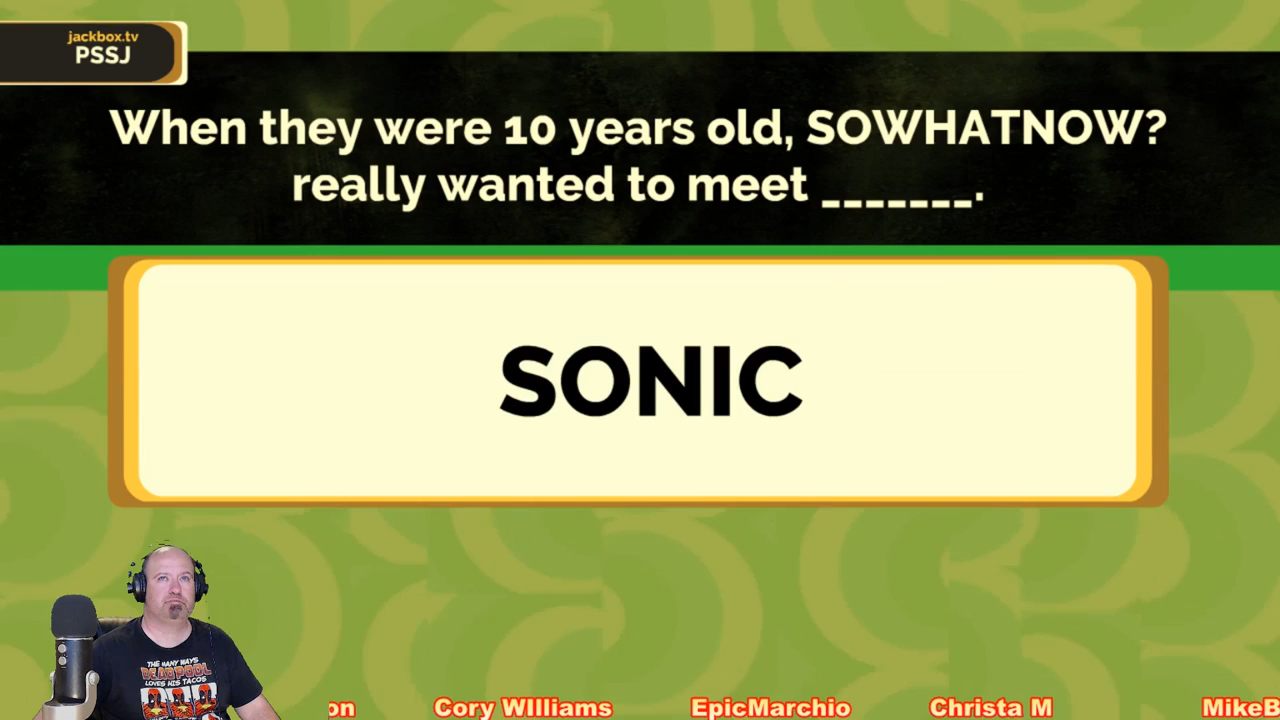 jackbox.tv
PSSJ
When they were 10 years old, SOWHATNOW?
really wanted to meet _______.
SONIC
THE MANY WAYS
DEADPOOL
LOVES HIS TACOS
on Cory WIlliams EpicMarchio Christa M MikeB